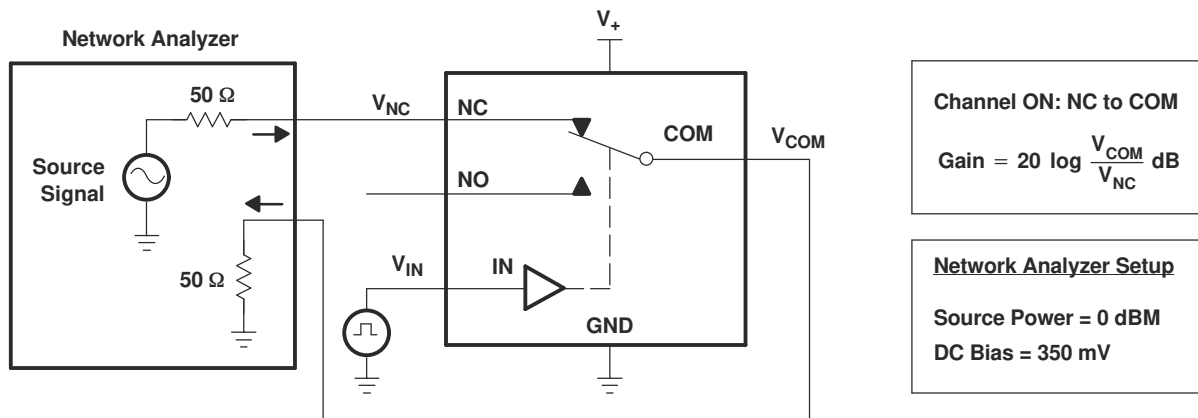 Network Analyzer
V+
50 Ω
VNC
NC
COM
VCOM
Source
Signal
NO
50 Ω
VIN
IN
GND
Channel ON: NC to COM
Gain = 20 log VCOM/VNC dB
Network Analyzer Setup
Source Power = 0 dBM
DC Bias = 350 mV